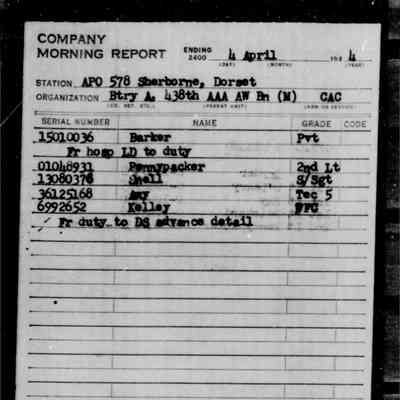 COMPANY
MORNING REPORT ENDING 2400 4 April 194 4
(DAY) (MONTH) (YEAR)
STATION APO 578 Sherborne, Dorset
ORGANIZATION Btry A, 438th AAA AW Bn (M) CAC
(CO. DET. ETC.) (PARENT UNIT) (ARM OR SERVICE)
SERIAL NUMBER NAME GRADE CODE
15010036 Barker Pvt
Fr hosp LD to duty
01048931 Pennypacker 2nd Lt
13080376 Snell S/Sgt
36125168 Tec 5
6992652 Kelley PFC
Fr duty to DS advance detail